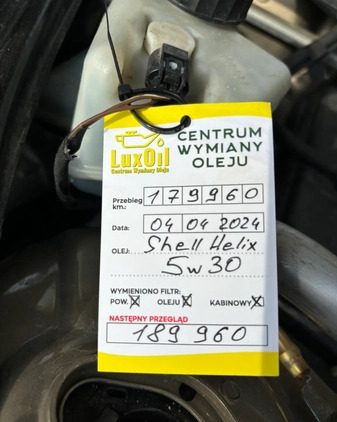 LuxOil
Centrum Wymiany Oleju
CENTRUM
WYMIANY
OLEJU
Przebieg km.: 179960
Data: 04 04 2024
OLEJ: Shell Helix
5w30
WYMIENIONO FILTR:
POW. X OLEJU X KABINOWY X
NASTĘPNY PRZEGLĄD
189 960